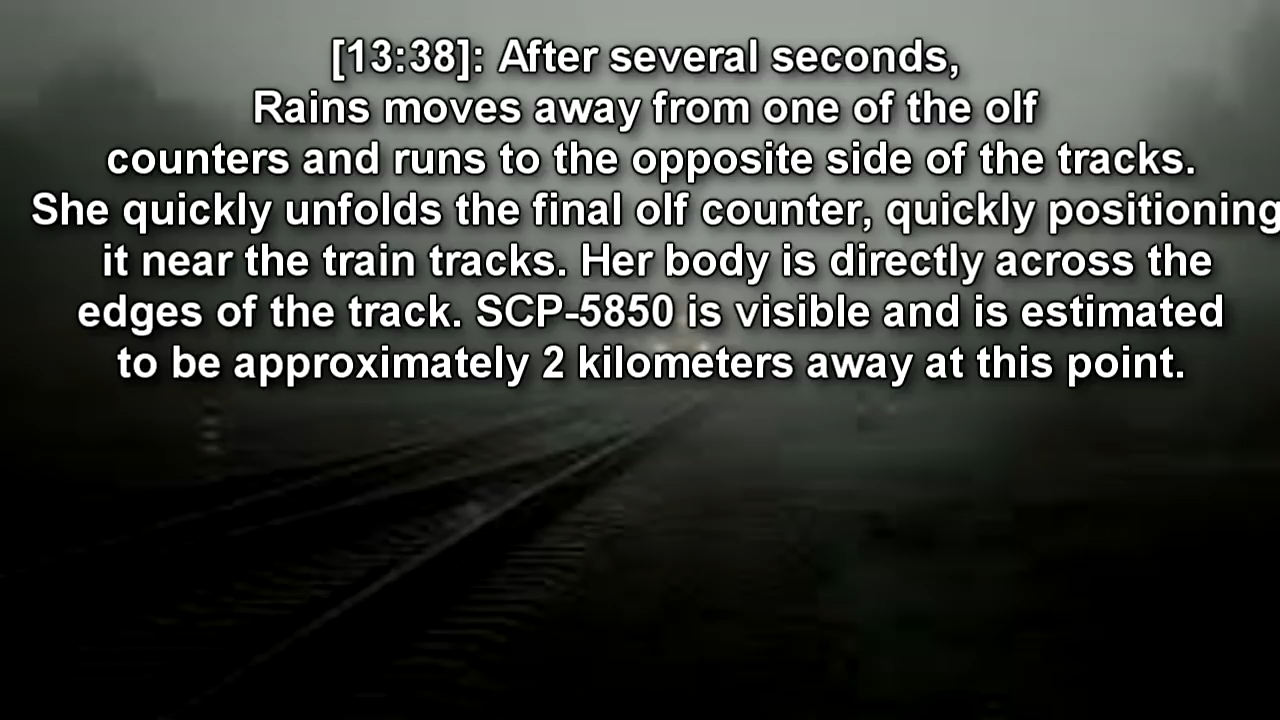 [13:38]: After several seconds,
Rains moves away from one of the olf
counters and runs to the opposite side of the tracks.
She quickly unfolds the final olf counter, quickly positioning
it near the train tracks. Her body is directly across the
edges of the track. SCP-5850 is visible and is estimated
to be approximately 2 kilometers away at this point.